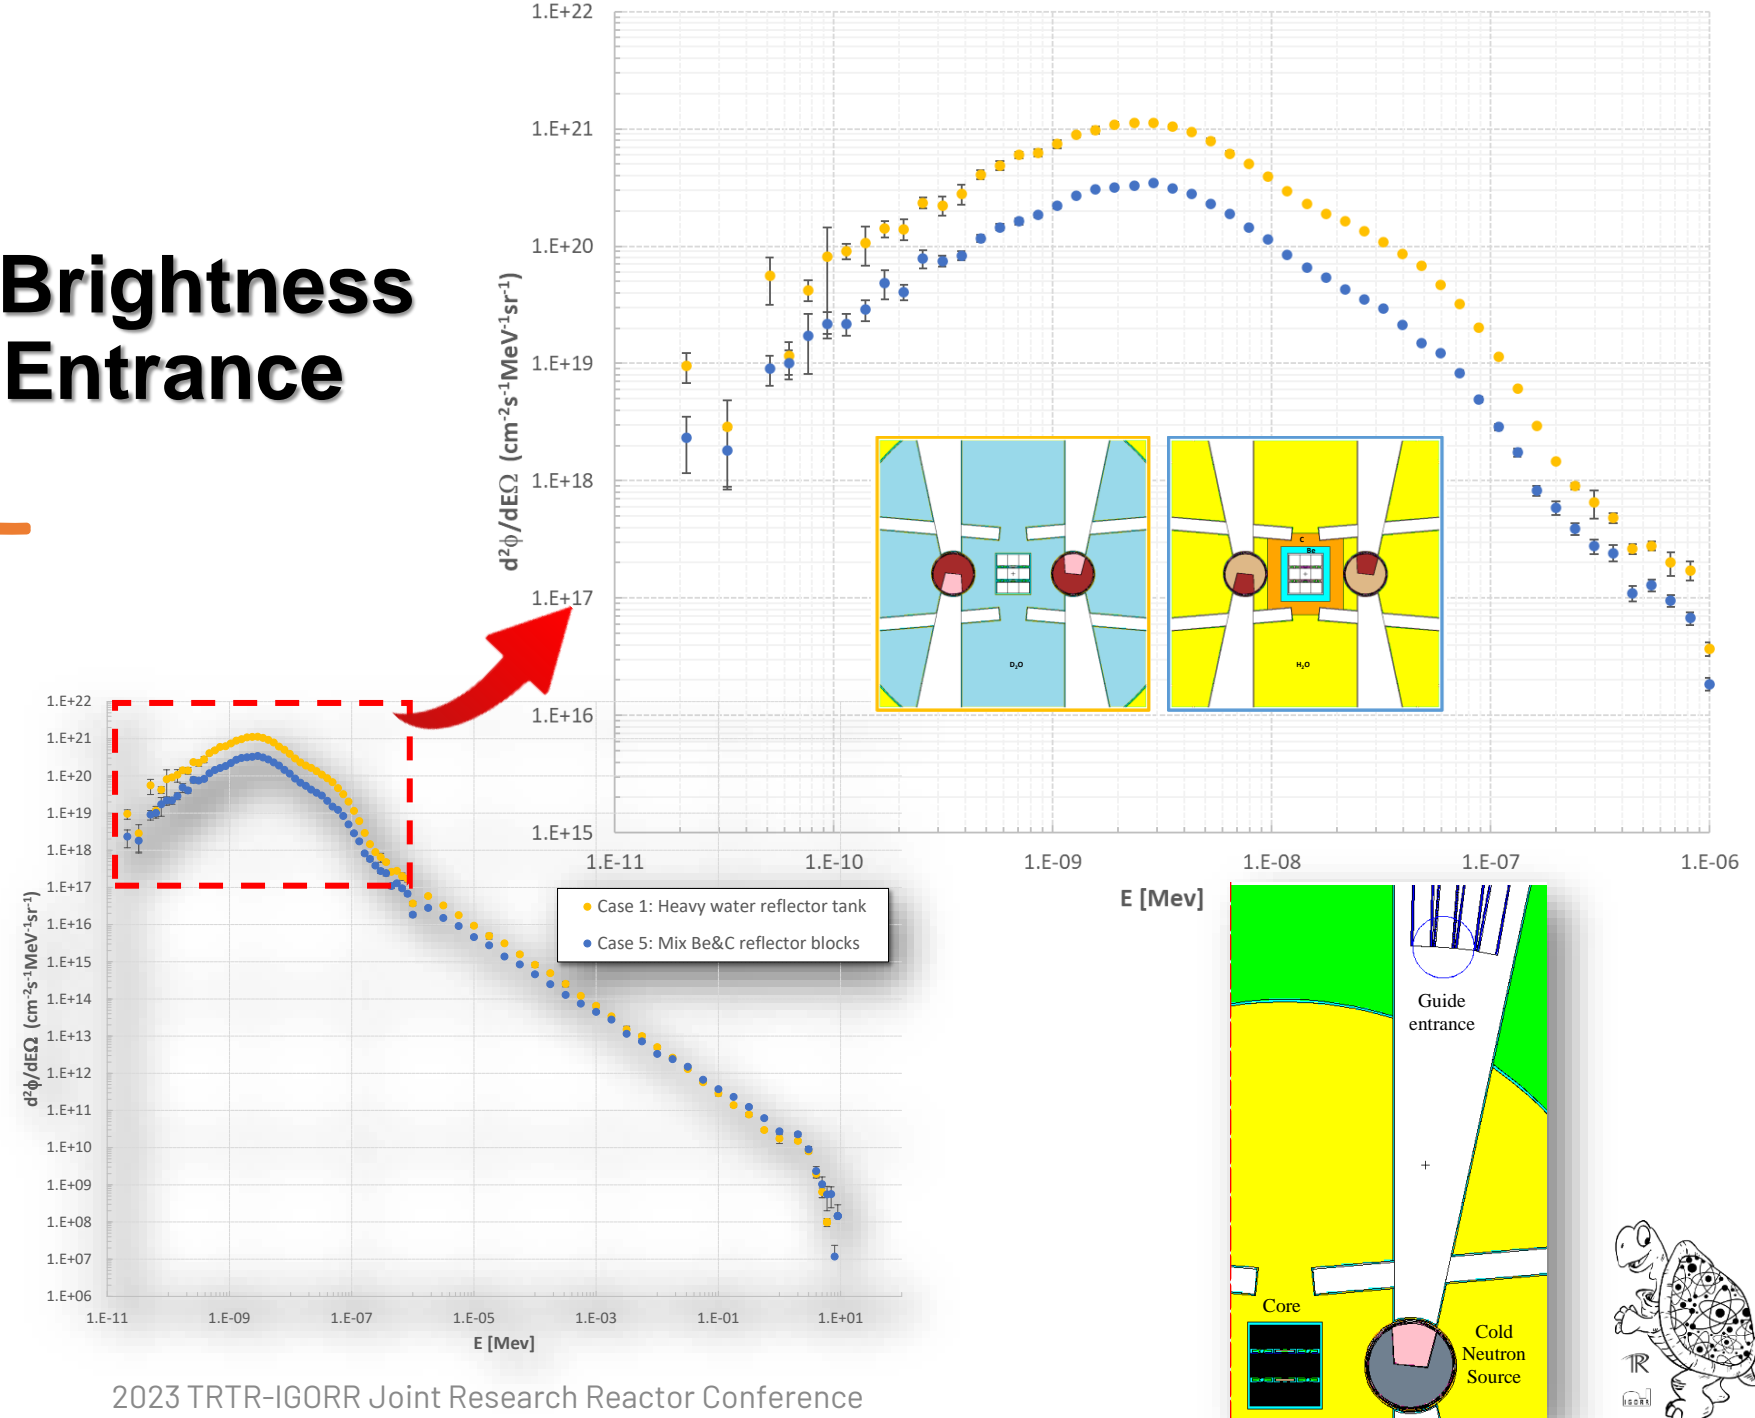 Brightness
Entrance
1.E+22
1.E+21
1.E+20
1.E+19
1.E+18
1.E+17
1.E+16
1.E+15
d²ϕ/dEΩ (cm⁻²s⁻¹MeV⁻¹sr⁻¹)
1.E-11
1.E-10
1.E-09
1.E-08
1.E-07
1.E-06
E [Mev]
D₂O
C
Be
H₂O
1.E+22
1.E+21
1.E+20
1.E+19
1.E+18
1.E+17
1.E+16
1.E+15
1.E+14
1.E+13
1.E+12
1.E+11
1.E+10
1.E+09
1.E+08
1.E+07
1.E+06
d²ϕ/dEΩ (cm⁻²s⁻¹MeV⁻¹sr⁻¹)
1.E-11
1.E-09
1.E-07
1.E-05
1.E-03
1.E-01
1.E+01
E [Mev]
Case 1: Heavy water reflector tank
Case 5: Mix Be&C reflector blocks
Guide
entrance
Core
Cold
Neutron
Source
2023 TRTR-IGORR Joint Research Reactor Conference
IGORR